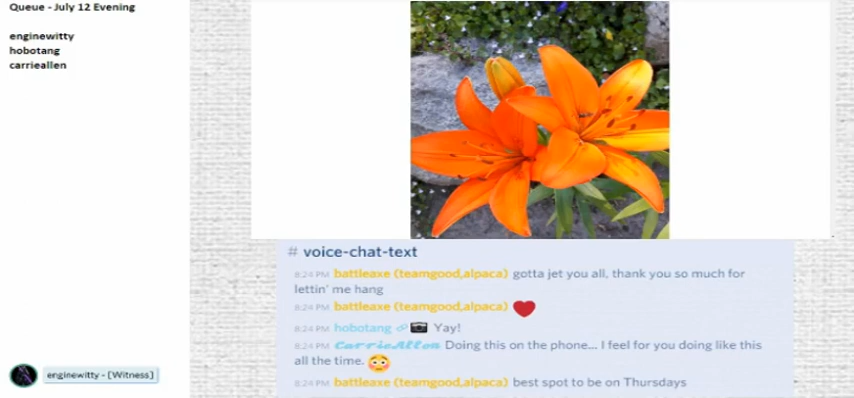 Queue - July 12 Evening
enginewitty
hobotang
carrieallen
# voice-chat-text
8:24 PM battleaxe (teamgood,alpaca) gotta jet you all, thank you so much for
lettin' me hang
8:24 PM battleaxe (teamgood,alpaca) ❤️
8:24 PM hobotang 📷 Yay!
8:24 PM CarrieAllen Doing this on the phone... I feel for you doing like this
all the time. 😳
8:24 PM battleaxe (teamgood,alpaca) best spot to be on Thursdays
enginewitty - [Witness]